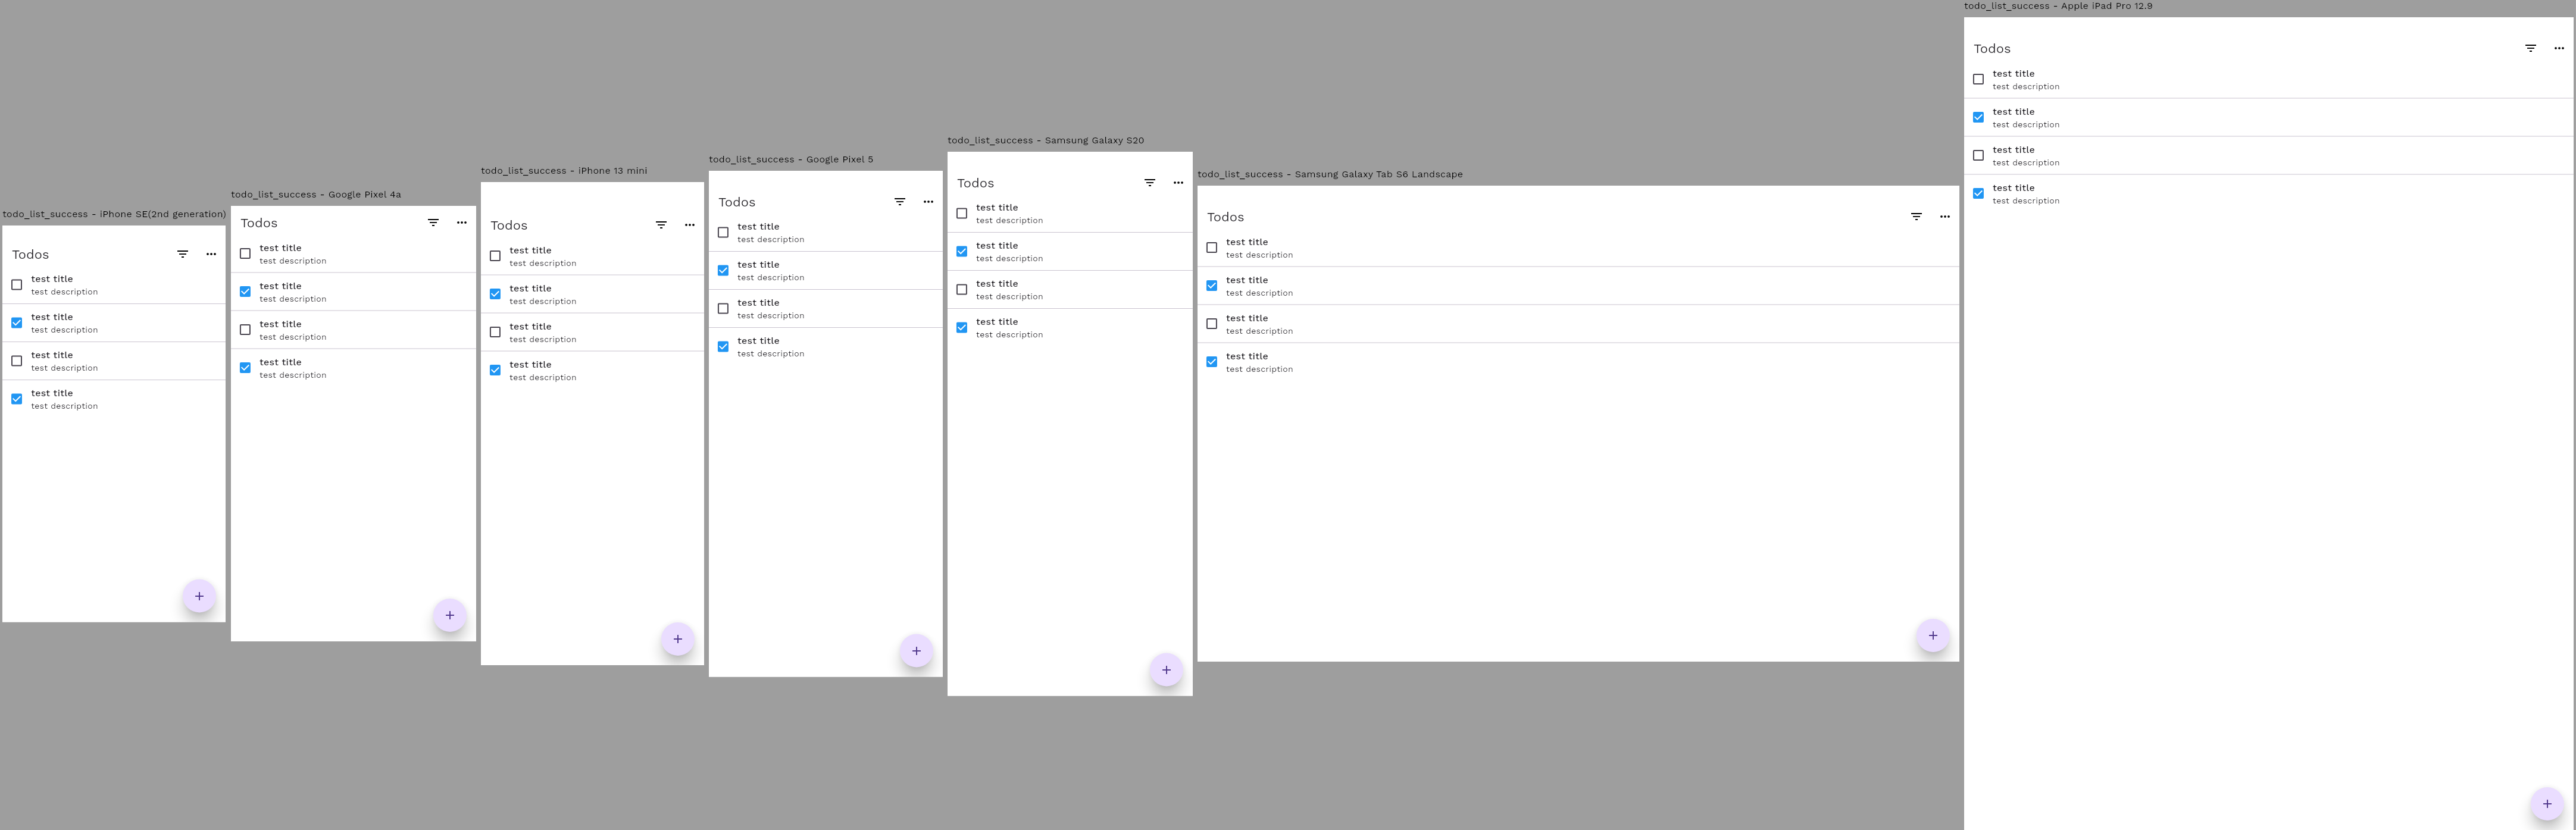 todo_list_success - iPhone SE(2nd generation)
Todos
test title
test description
test title
test description
test title
test description
test title
test description
todo_list_success - Google Pixel 4a
Todos
test title
test description
test title
test description
test title
test description
test title
test description
todo_list_success - iPhone 13 mini
Todos
test title
test description
test title
test description
test title
test description
test title
test description
todo_list_success - Google Pixel 5
Todos
test title
test description
test title
test description
test title
test description
test title
test description
todo_list_success - Samsung Galaxy S20
Todos
test title
test description
test title
test description
test title
test description
test title
test description
todo_list_success - Samsung Galaxy Tab S6 Landscape
Todos
test title
test description
test title
test description
test title
test description
test title
test description
todo_list_success - Apple iPad Pro 12.9
Todos
test title
test description
test title
test description
test title
test description
test title
test description